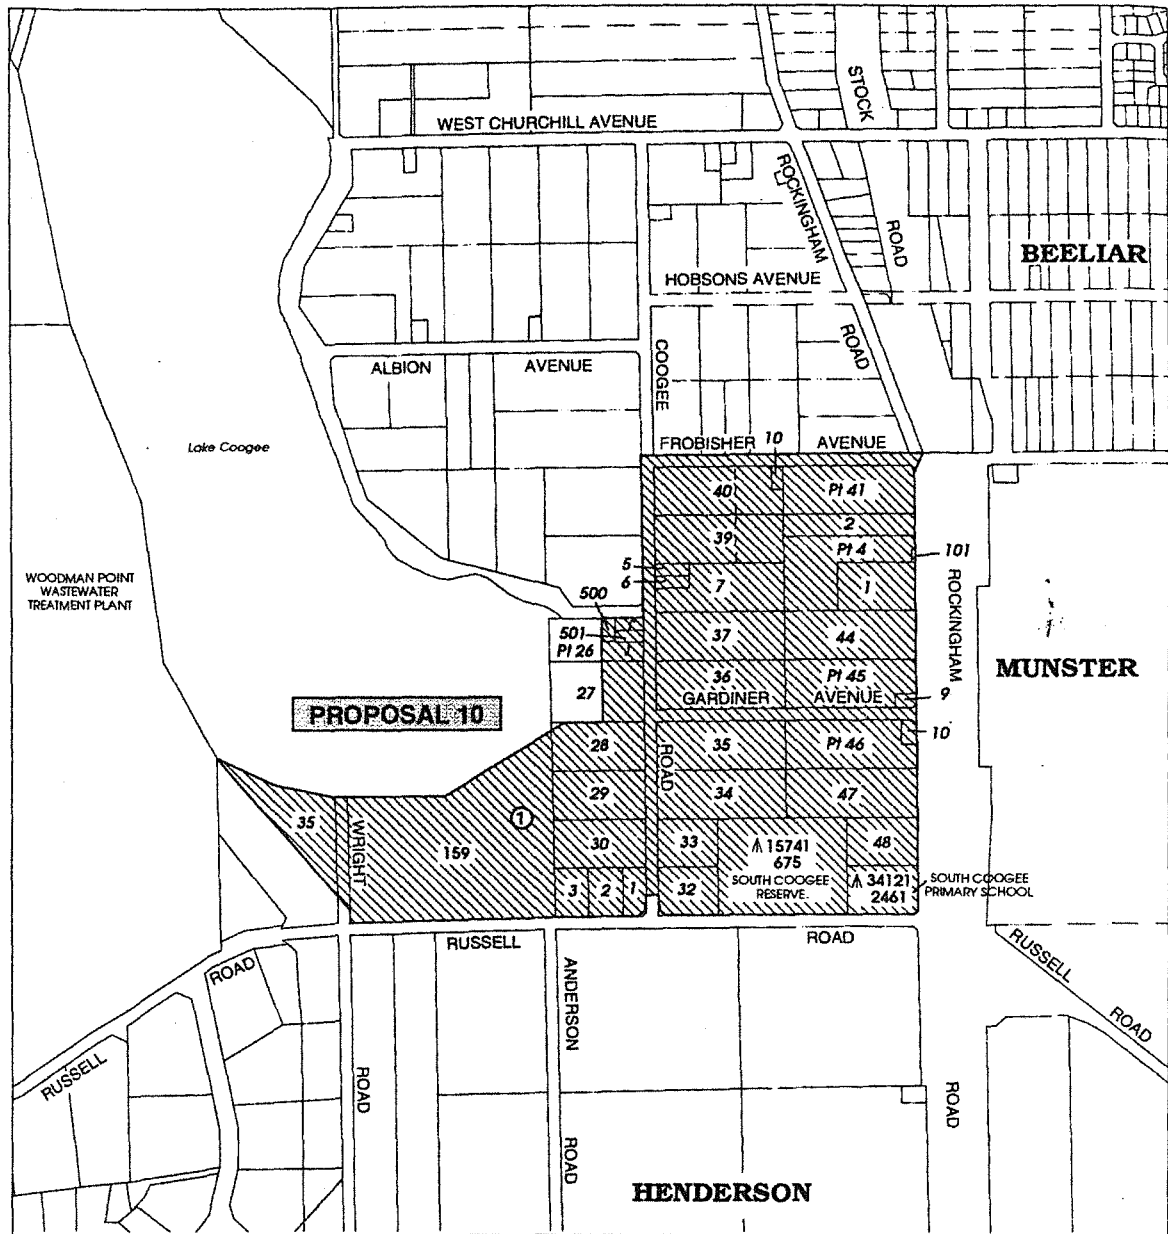 STOCK
WEST CHURCHILL AVENUE
ROCKINGHAM
ROAD
BEELIAR
HOBSONS AVENUE
ROAD
COOGEE
ALBION AVENUE
FROBISHER 10 AVENUE
Lake Coogee
40 Pt 41
2
39 Pt 4
101
5
6
7 1
500
ROCKINGHAM
WOODMAN POINT
WASTEWATER
TREATMENT PLANT
501
37 44
Pt 26
1
MUNSTER
36 Pt 45
27
GARDINER AVENUE 9
PROPOSAL 10
10
28 35 Pt 46
ROAD
29 34 47
35
WRIGHT
159
1
30 33
15741
675
48
SOUTH COOGEE
RESERVE.
3 2 1 32
34121
2461
SOUTH COOGEE
PRIMARY SCHOOL
RUSSELL ROAD
RUSSELL
ROAD
ROAD
RUSSELL
ANDERSON
ROAD
ROAD
ROAD
HENDERSON